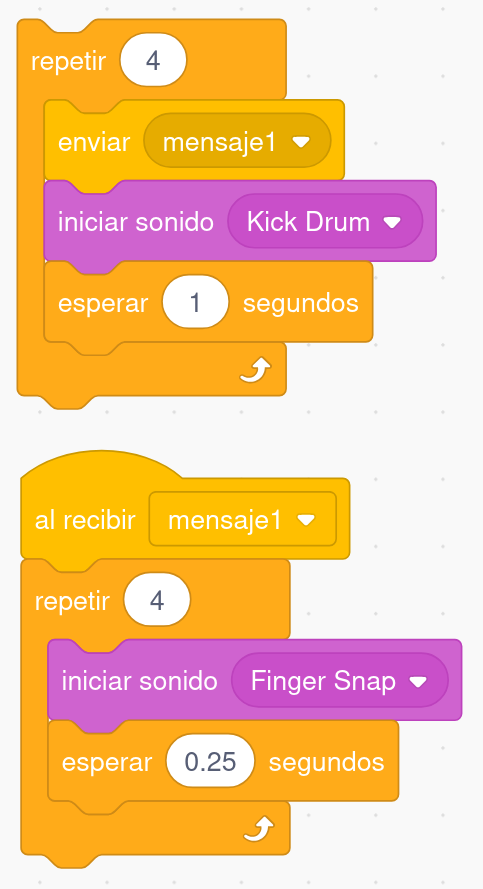 repetir 4
enviar mensaje1
iniciar sonido Kick Drum
esperar 1 segundos
al recibir mensaje1
repetir 4
iniciar sonido Finger Snap
esperar 0.25 segundos